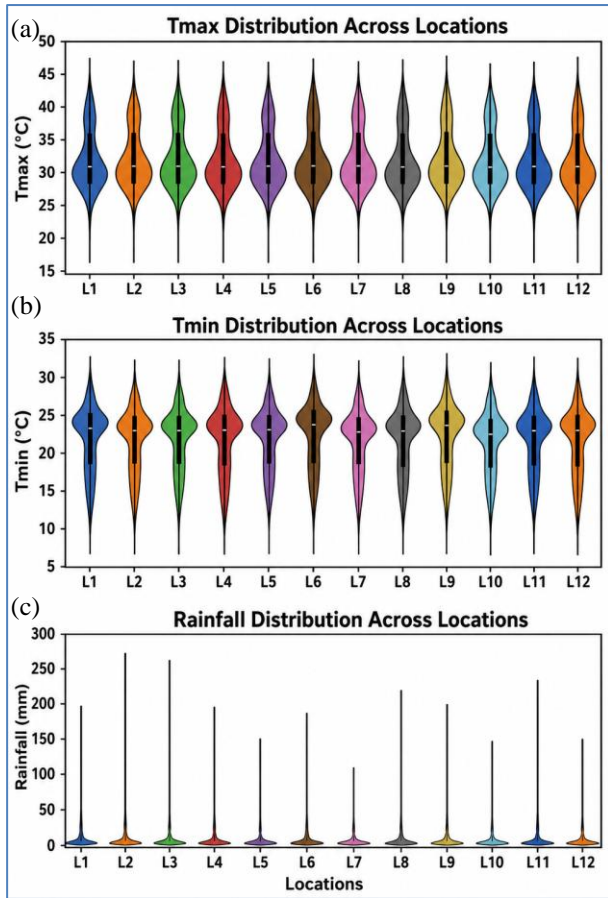 (a)
Tmax Distribution Across Locations
50
45
40
35
30
25
20
15
Tmax (°C)
L1 L2 L3 L4 L5 L6 L7 L8 L9 L10 L11 L12
(b)
Tmin Distribution Across Locations
35
30
25
20
15
10
5
Tmin (°C)
L1 L2 L3 L4 L5 L6 L7 L8 L9 L10 L11 L12
(c)
Rainfall Distribution Across Locations
300
250
200
150
100
50
0
Rainfall (mm)
L1 L2 L3 L4 L5 L6 L7 L8 L9 L10 L11 L12
Locations